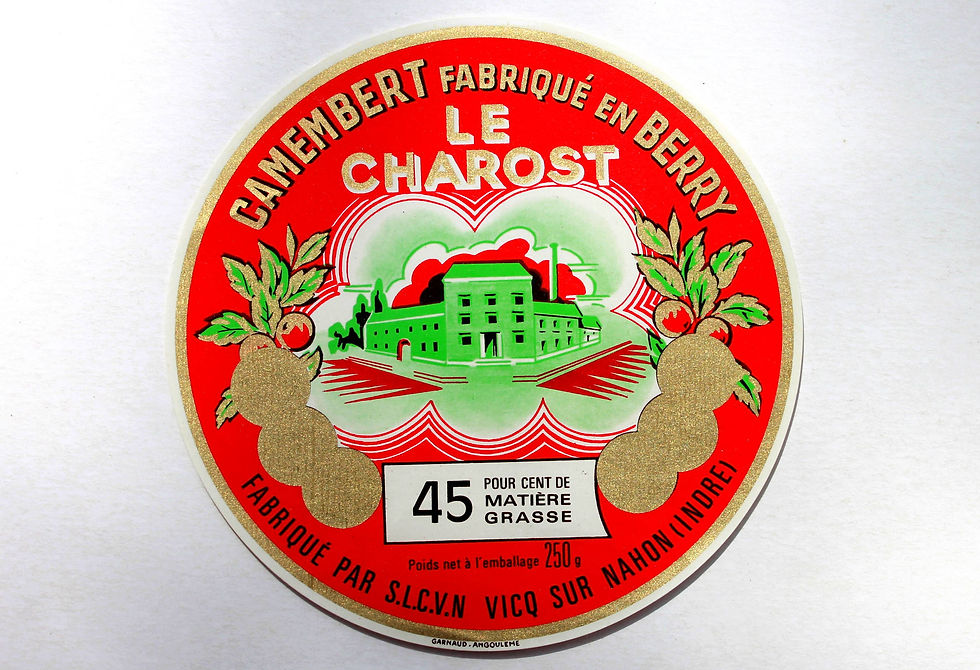 CAMEMBERT FABRIQUÉ EN BERRY
LE
CHAROST
45
POUR CENT DE
MATIÈRE
GRASSE
Poids net à l'emballage 250 g
FABRIQUÉ PAR S.L.C.V.N VICQ SUR NAHON (INDRE)
GARNAUD - ANGOULEME